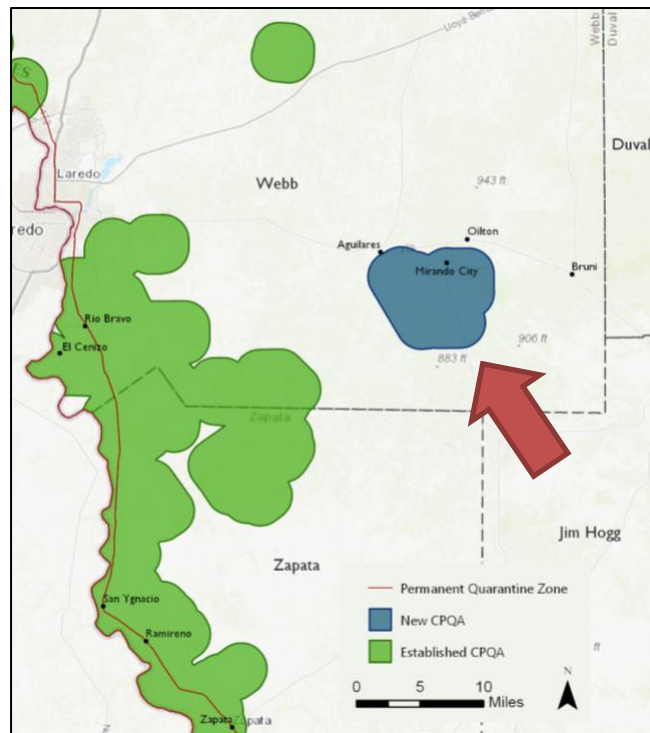 ES
Lloyd-Be
Webb
Duval
Duval
Laredo
Webb
943 ft
redo
Aguilares
Oilton
Mirando City
Bruni
Rio Bravo
El Cenizo
906 ft
883 ft
Zapata
Jim Hogg
Zapata
San Ygnacio
Ramireno
Zapata
Zapata
Permanent Quarantine Zone
New CPQA
Established CPQA
ft
N
0 5 10
Miles